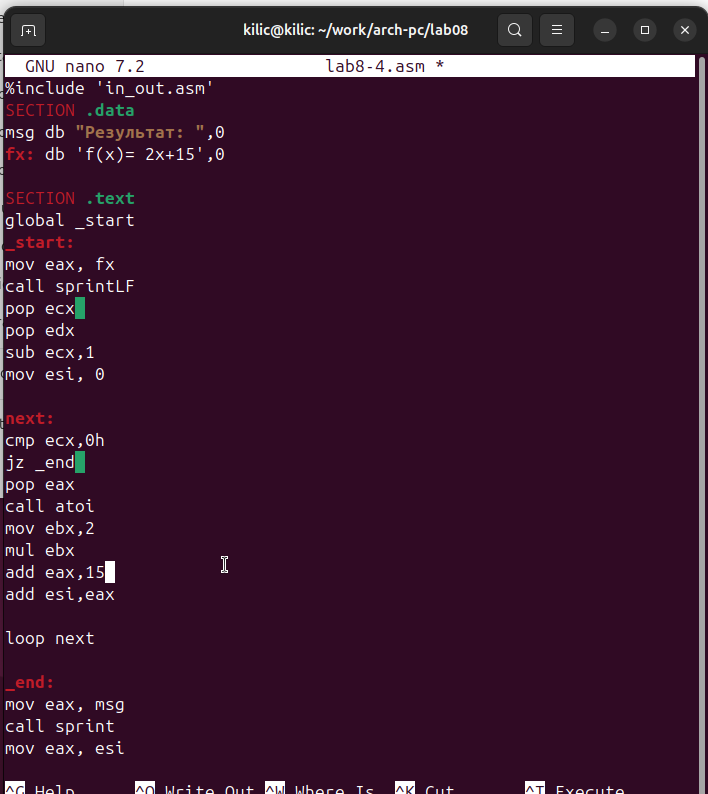 kilic@kilic: ~/work/arch-pc/lab08
GNU nano 7.2 lab8-4.asm *
%include 'in_out.asm'
SECTION .data
msg db "Результат: ",0
fx: db 'f(x)= 2x+15',0
SECTION .text
global _start
_start:
mov eax, fx
call sprintLF
pop ecx
pop edx
sub ecx,1
mov esi, 0
next:
cmp ecx,0h
jz _end
pop eax
call atoi
mov ebx,2
mul ebx
add eax,15
add esi,eax
loop next
_end:
mov eax, msg
call sprint
mov eax, esi
^G Help ^O Write Out ^W Where Is ^K Cut ^T Execute